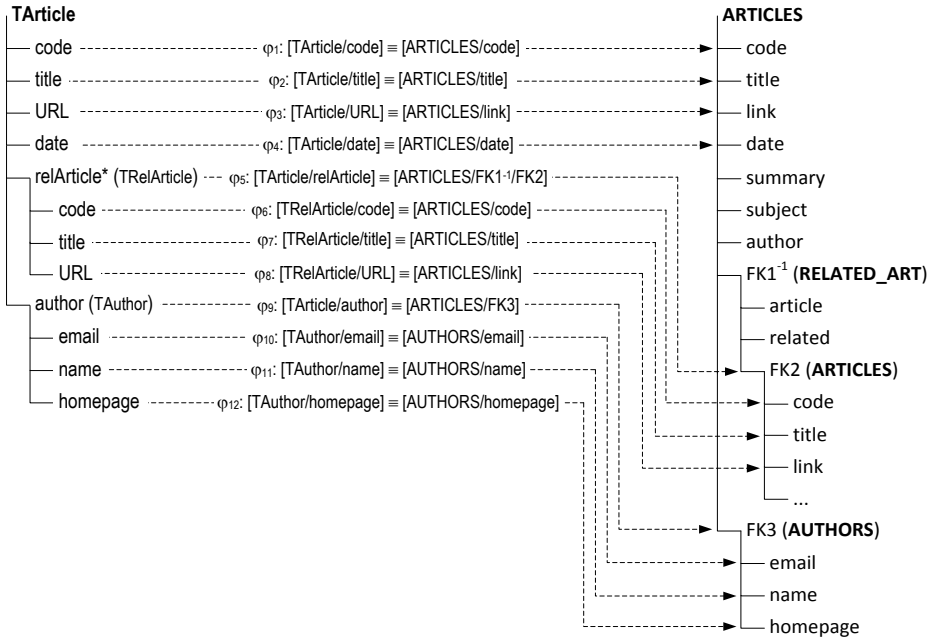 TArticle ARTICLES
code φ₁: [TArticle/code] ≡ [ARTICLES/code] code
title φ₂: [TArticle/title] ≡ [ARTICLES/title] title
URL φ₃: [TArticle/URL] ≡ [ARTICLES/link] link
date φ₄: [TArticle/date] ≡ [ARTICLES/date] date
relArticle* (TRelArticle) φ₅: [TArticle/relArticle] ≡ [ARTICLES/FK1⁻¹/FK2] summary
code φ₆: [TRelArticle/code] ≡ [ARTICLES/code] subject
title φ₇: [TRelArticle/title] ≡ [ARTICLES/title] author
URL φ₈: [TRelArticle/URL] ≡ [ARTICLES/link] FK1⁻¹ (RELATED_ART)
author (TAuthor) φ₉: [TArticle/author] ≡ [ARTICLES/FK3] article
email φ₁₀: [TAuthor/email] ≡ [AUTHORS/email] related
name φ₁₁: [TAuthor/name] ≡ [AUTHORS/name] FK2 (ARTICLES)
homepage φ₁₂: [TAuthor/homepage] ≡ [AUTHORS/homepage] code
title
link
...
FK3 (AUTHORS)
email
name
homepage